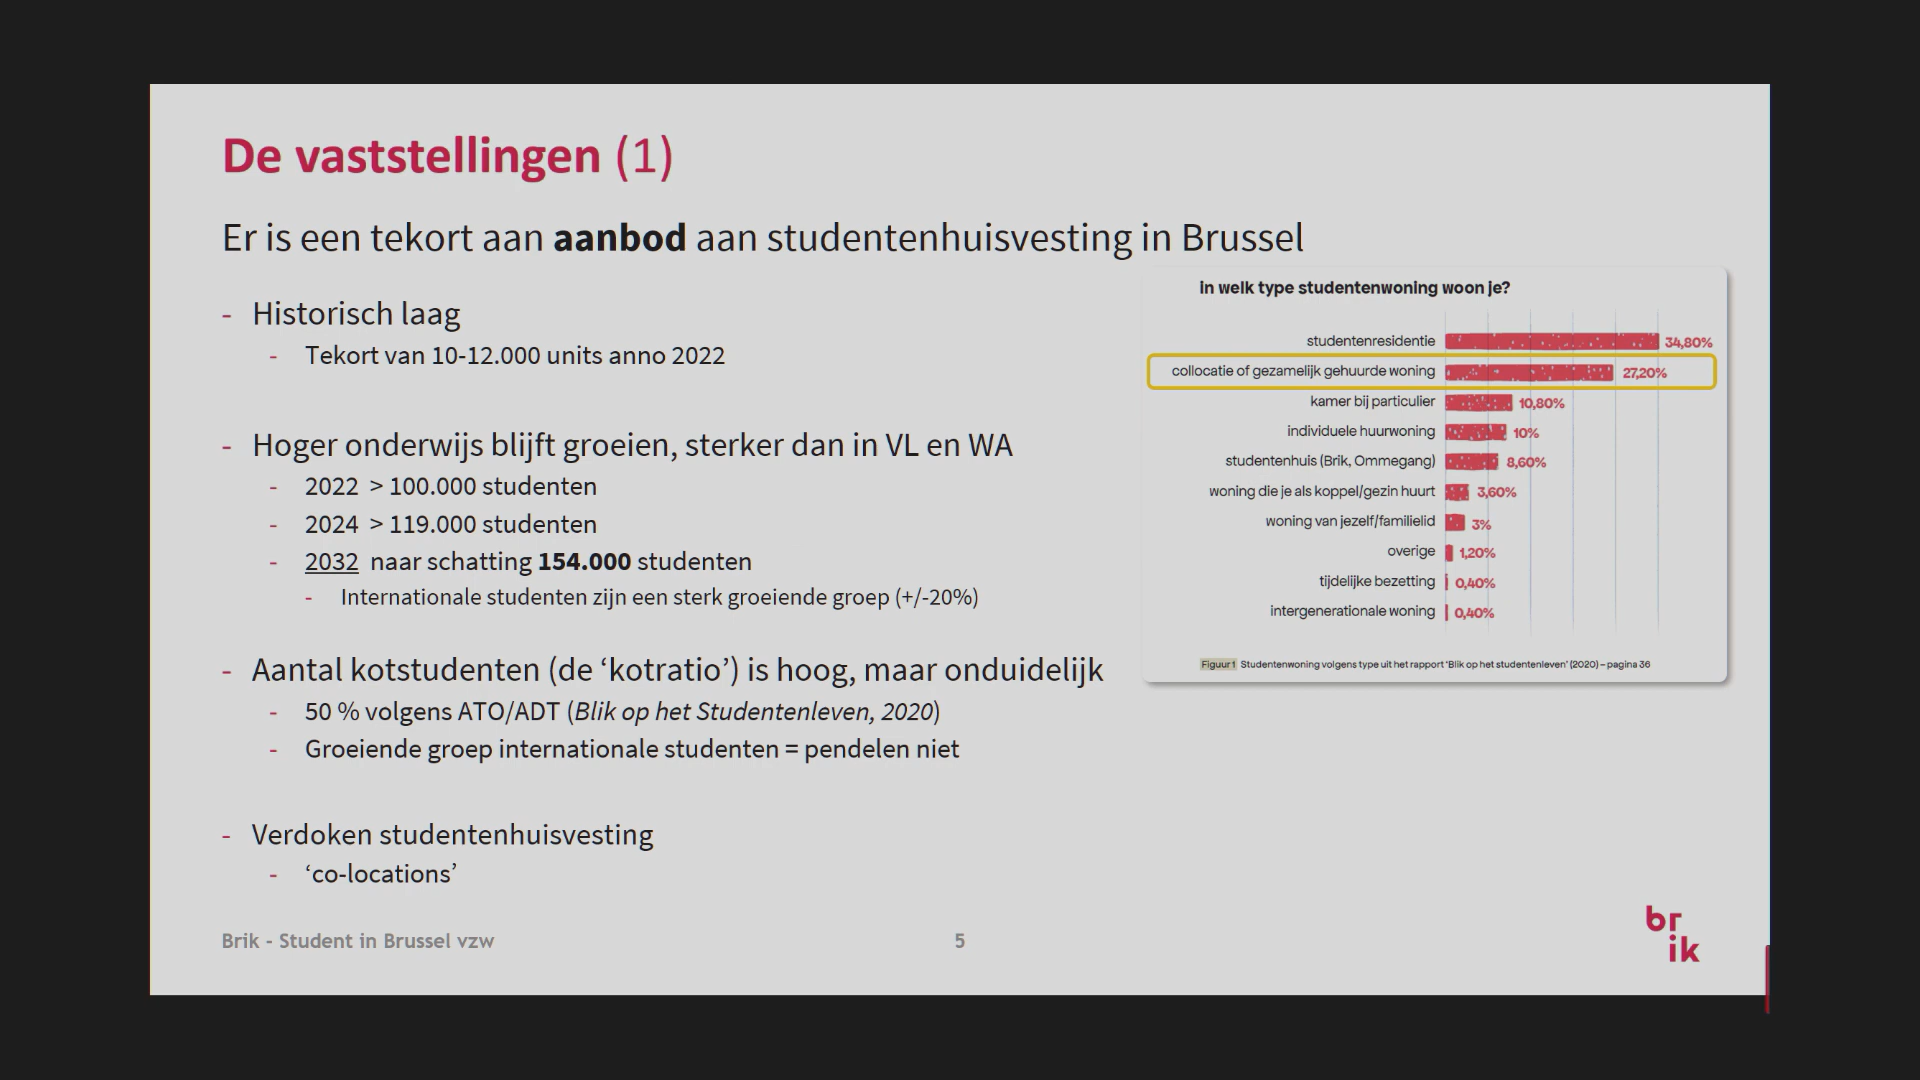 De vaststellingen (1)
Er is een tekort aan aanbod aan studentenhuisvesting in Brussel
- Historisch laag
- Tekort van 10-12.000 units anno 2022
- Hoger onderwijs blijft groeien, sterker dan in VL en WA
- 2022 > 100.000 studenten
- 2024 > 119.000 studenten
- 2032 naar schatting 154.000 studenten
- Internationale studenten zijn een sterk groeiende groep (+/-20%)
- Aantal kotstudenten (de ‘kotratio’) is hoog, maar onduidelijk
- 50 % volgens ATO/ADT (Blik op het Studentenleven, 2020)
- Groeiende groep internationale studenten = pendelen niet
- Verdoken studentenhuisvesting
- ‘co-locations’
in welk type studentenwoning woon je?
studentenresidentie 34,80%
collocatie of gezamelijk gehuurde woning 27,20%
kamer bij particulier 10,80%
individuele huurwoning 10%
studentenhuis (Brik, Ommegang) 8,60%
woning die je als koppel/gezin huurt 3,60%
woning van jezelf/familielid 3%
overige 1,20%
tijdelijke bezetting 0,40%
intergenerationale woning 0,40%
Figuur 1 Studentenwoning volgens type uit het rapport ‘Blik op het studentenleven’ (2020) – pagina 36
Brik - Student in Brussel vzw
5
br
ik